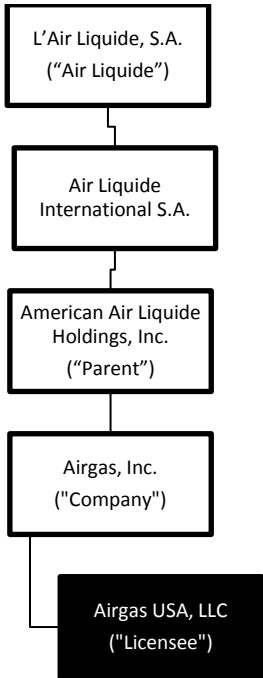 L’Air Liquide, S.A.
(“Air Liquide”)
Air Liquide
International S.A.
American Air Liquide
Holdings, Inc.
(“Parent”)
Airgas, Inc.
("Company")
Airgas USA, LLC
("Licensee")